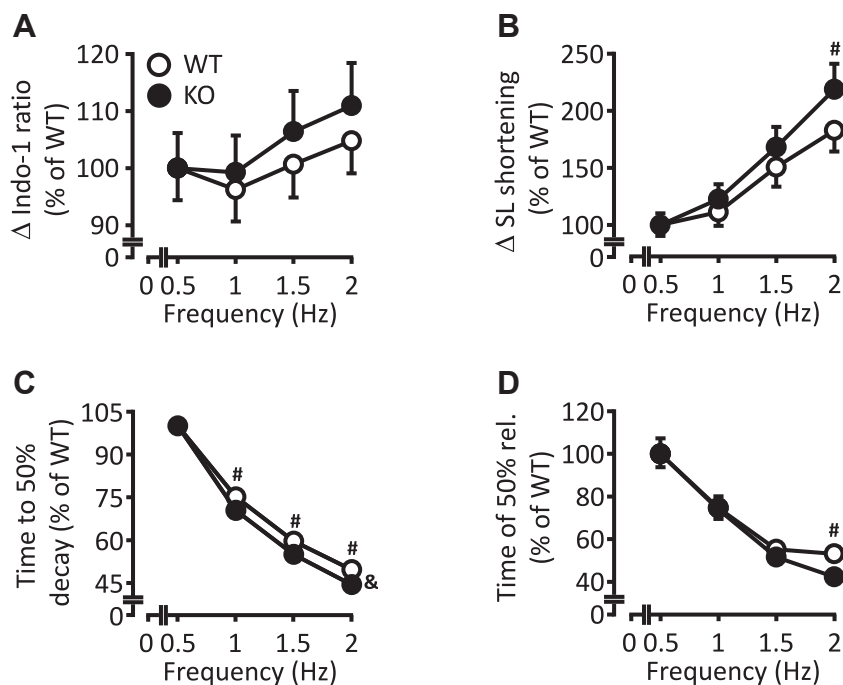 A
Δ Indo-1 ratio
(% of WT)
120
110
100
90
0
WT
KO
0 0.5 1 1.5 2
Frequency (Hz)
B
Δ SL shortening
(% of WT)
250
200
150
100
0
#
0 0.5 1 1.5 2
Frequency (Hz)
C
Time to 50%
decay (% of WT)
105
90
75
60
45
0
#
#
#
&
0 0.5 1 1.5 2
Frequency (Hz)
D
Time of 50% rel.
(% of WT)
120
100
80
60
40
0
#
0 0.5 1 1.5 2
Frequency (Hz)